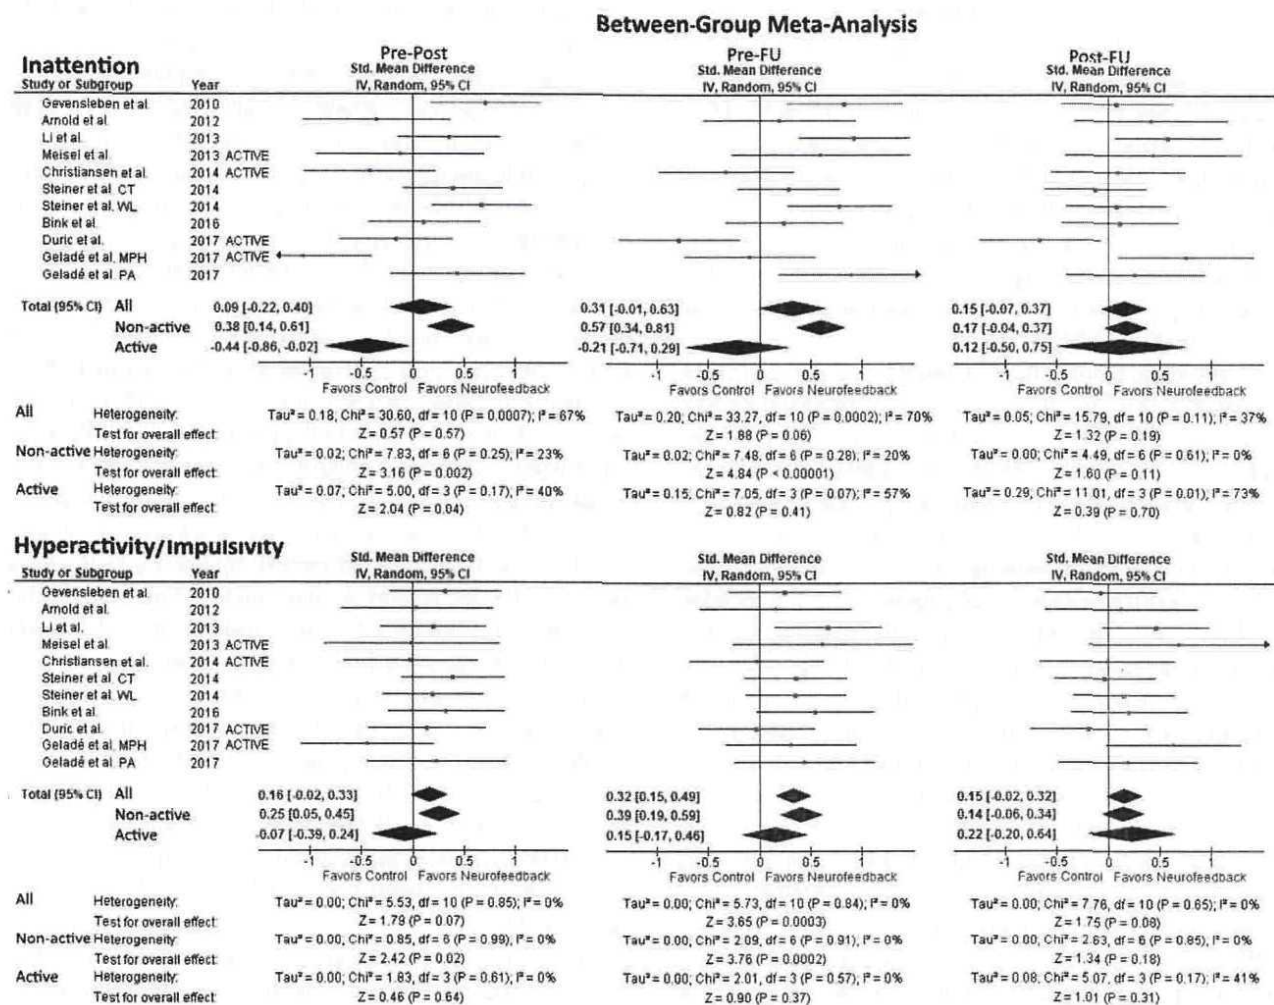 Between-Group Meta-Analysis
Inattention
Pre-Post
Pre-FU
Post-FU
Std. Mean Difference
Std. Mean Difference
Std. Mean Difference
Study or Subgroup Year IV, Random, 95% CI IV, Random, 95% CI IV, Random, 95% CI
Gevensleben et al. 2010
Arnold et al. 2012
Li et al. 2013
Meisel et al. 2013 ACTIVE
Christiansen et al. 2014 ACTIVE
Steiner et al. CT 2014
Steiner et al. WL 2014
Bink et al. 2016
Duric et al. 2017 ACTIVE
Geladé et al. MPH 2017 ACTIVE
Geladé et al. PA 2017
Total (95% CI) All 0.09 [-0.22, 0.40] 0.31 [-0.01, 0.63] 0.15 [-0.07, 0.37]
Non-active 0.38 [0.14, 0.61] 0.57 [0.34, 0.81] 0.17 [-0.04, 0.37]
Active -0.44 [-0.86, -0.02] -0.21 [-0.71, 0.29] 0.12 [-0.50, 0.75]
-1 -0.5 0 0.5 1 -1 -0.5 0 0.5 1 -1 -0.5 0 0.5 1
Favors Control Favors Neurofeedback Favors Control Favors Neurofeedback Favors Control Favors Neurofeedback
All Heterogeneity: Tau² = 0.18; Chi² = 30.60, df = 10 (P = 0.0007); I² = 67% Tau² = 0.20; Chi² = 33.27, df = 10 (P = 0.0002); I² = 70% Tau² = 0.05; Chi² = 15.79, df = 10 (P = 0.11); I² = 37%
Test for overall effect: Z = 0.57 (P = 0.57) Z = 1.88 (P = 0.06) Z = 1.32 (P = 0.19)
Non-active Heterogeneity: Tau² = 0.02; Chi² = 7.83, df = 6 (P = 0.25); I² = 23% Tau² = 0.02; Chi² = 7.48, df = 6 (P = 0.28); I² = 20% Tau² = 0.00; Chi² = 4.49, df = 6 (P = 0.61); I² = 0%
Test for overall effect: Z = 3.16 (P = 0.002) Z = 4.84 (P < 0.00001) Z = 1.60 (P = 0.11)
Active Heterogeneity: Tau² = 0.07; Chi² = 5.00, df = 3 (P = 0.17); I² = 40% Tau² = 0.15; Chi² = 7.05, df = 3 (P = 0.07); I² = 57% Tau² = 0.29; Chi² = 11.01, df = 3 (P = 0.01); I² = 73%
Test for overall effect: Z = 2.04 (P = 0.04) Z = 0.82 (P = 0.41) Z = 0.39 (P = 0.70)
Hyperactivity/Impulsivity
Std. Mean Difference
Std. Mean Difference
Std. Mean Difference
Study or Subgroup Year IV, Random, 95% CI IV, Random, 95% CI IV, Random, 95% CI
Gevensleben et al. 2010
Arnold et al. 2012
Li et al. 2013
Meisel et al. 2013 ACTIVE
Christiansen et al. 2014 ACTIVE
Steiner et al. CT 2014
Steiner et al. WL 2014
Bink et al. 2016
Duric et al. 2017 ACTIVE
Geladé et al. MPH 2017 ACTIVE
Geladé et al. PA 2017
Total (95% CI) All 0.16 [-0.02, 0.33] 0.32 [0.15, 0.49] 0.15 [-0.02, 0.32]
Non-active 0.25 [0.05, 0.45] 0.39 [0.19, 0.59] 0.14 [-0.06, 0.34]
Active -0.07 [-0.39, 0.24] 0.15 [-0.17, 0.46] 0.22 [-0.20, 0.64]
-1 -0.5 0 0.5 1 -1 -0.5 0 0.5 1 -1 -0.5 0 0.5 1
Favors Control Favors Neurofeedback Favors Control Favors Neurofeedback Favors Control Favors Neurofeedback
All Heterogeneity: Tau² = 0.00; Chi² = 5.53, df = 10 (P = 0.85); I² = 0% Tau² = 0.00; Chi² = 5.73, df = 10 (P = 0.84); I² = 0% Tau² = 0.00; Chi² = 7.76, df = 10 (P = 0.65); I² = 0%
Test for overall effect: Z = 1.79 (P = 0.07) Z = 3.65 (P = 0.0003) Z = 1.75 (P = 0.08)
Non-active Heterogeneity: Tau² = 0.00; Chi² = 0.85, df = 6 (P = 0.99); I² = 0% Tau² = 0.00; Chi² = 2.09, df = 6 (P = 0.91); I² = 0% Tau² = 0.00; Chi² = 2.63, df = 6 (P = 0.85); I² = 0%
Test for overall effect: Z = 2.42 (P = 0.02) Z = 3.76 (P = 0.0002) Z = 1.34 (P = 0.18)
Active Heterogeneity: Tau² = 0.00; Chi² = 1.83, df = 3 (P = 0.61); I² = 0% Tau² = 0.00; Chi² = 2.01, df = 3 (P = 0.57); I² = 0% Tau² = 0.08; Chi² = 5.07, df = 3 (P = 0.17); I² = 41%
Test for overall effect: Z = 0.46 (P = 0.64) Z = 0.90 (P = 0.37) Z = 1.01 (P = 0.31)